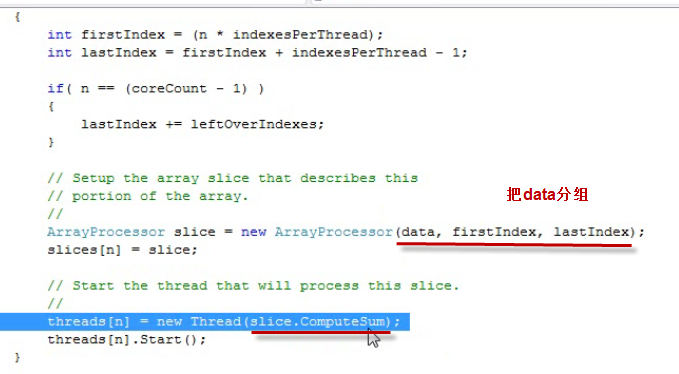 {
int firstIndex = (n * indexesPerThread);
int lastIndex = firstIndex + indexesPerThread - 1;
if( n == (coreCount - 1) )
{
lastIndex += leftOverIndexes;
}
// Setup the array slice that describes this
// portion of the array.
把data分组
//
ArrayProcessor slice = new ArrayProcessor(data, firstIndex, lastIndex);
slices[n] = slice;
// Start the thread that will process this slice.
//
threads[n] = new Thread(slice.ComputeSum);
threads[n].Start();
}